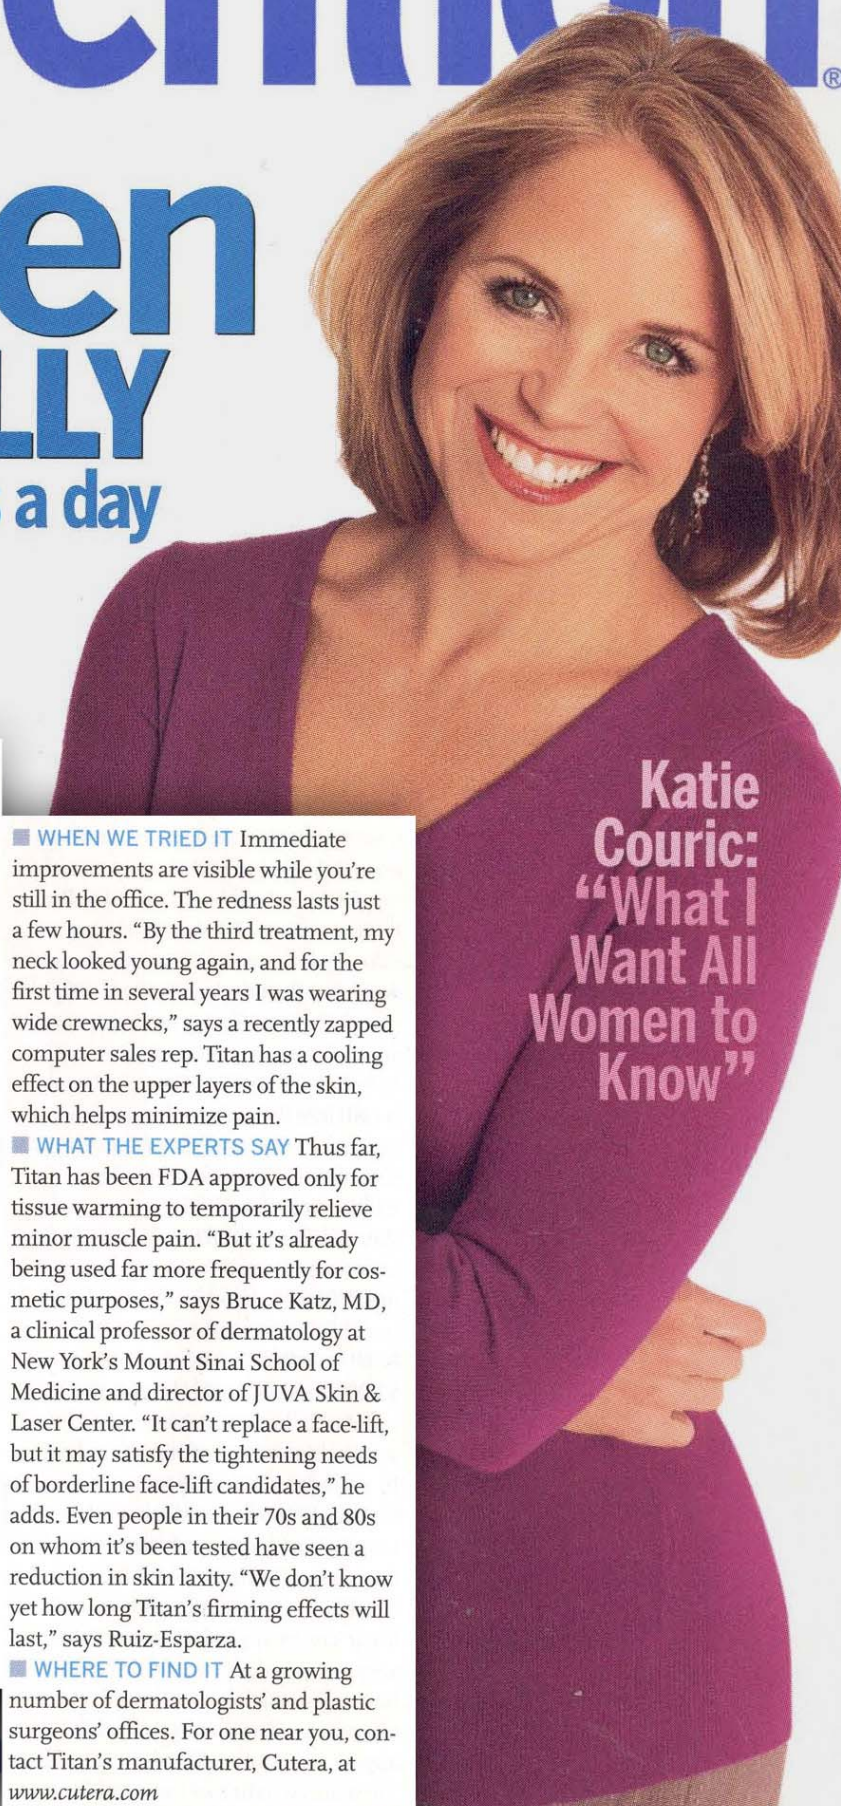 ®
a day
Katie
Couric:
“What I
Want All
Women to
Know”
WHEN WE TRIED IT Immediate
improvements are visible while you’re
still in the office. The redness lasts just
a few hours. “By the third treatment, my
neck looked young again, and for the
first time in several years I was wearing
wide crewnecks,” says a recently zapped
computer sales rep. Titan has a cooling
effect on the upper layers of the skin,
which helps minimize pain.
WHAT THE EXPERTS SAY Thus far,
Titan has been FDA approved only for
tissue warming to temporarily relieve
minor muscle pain. “But it’s already
being used far more frequently for cos-
metic purposes,” says Bruce Katz, MD,
a clinical professor of dermatology at
New York’s Mount Sinai School of
Medicine and director of JUVA Skin &
Laser Center. “It can’t replace a face-lift,
but it may satisfy the tightening needs
of borderline face-lift candidates,” he
adds. Even people in their 70s and 80s
on whom it’s been tested have seen a
reduction in skin laxity. “We don’t know
yet how long Titan’s firming effects will
last,” says Ruiz-Esparza.
WHERE TO FIND IT At a growing
number of dermatologists’ and plastic
surgeons’ offices. For one near you, con-
tact Titan’s manufacturer, Cutera, at
www.cutera.com